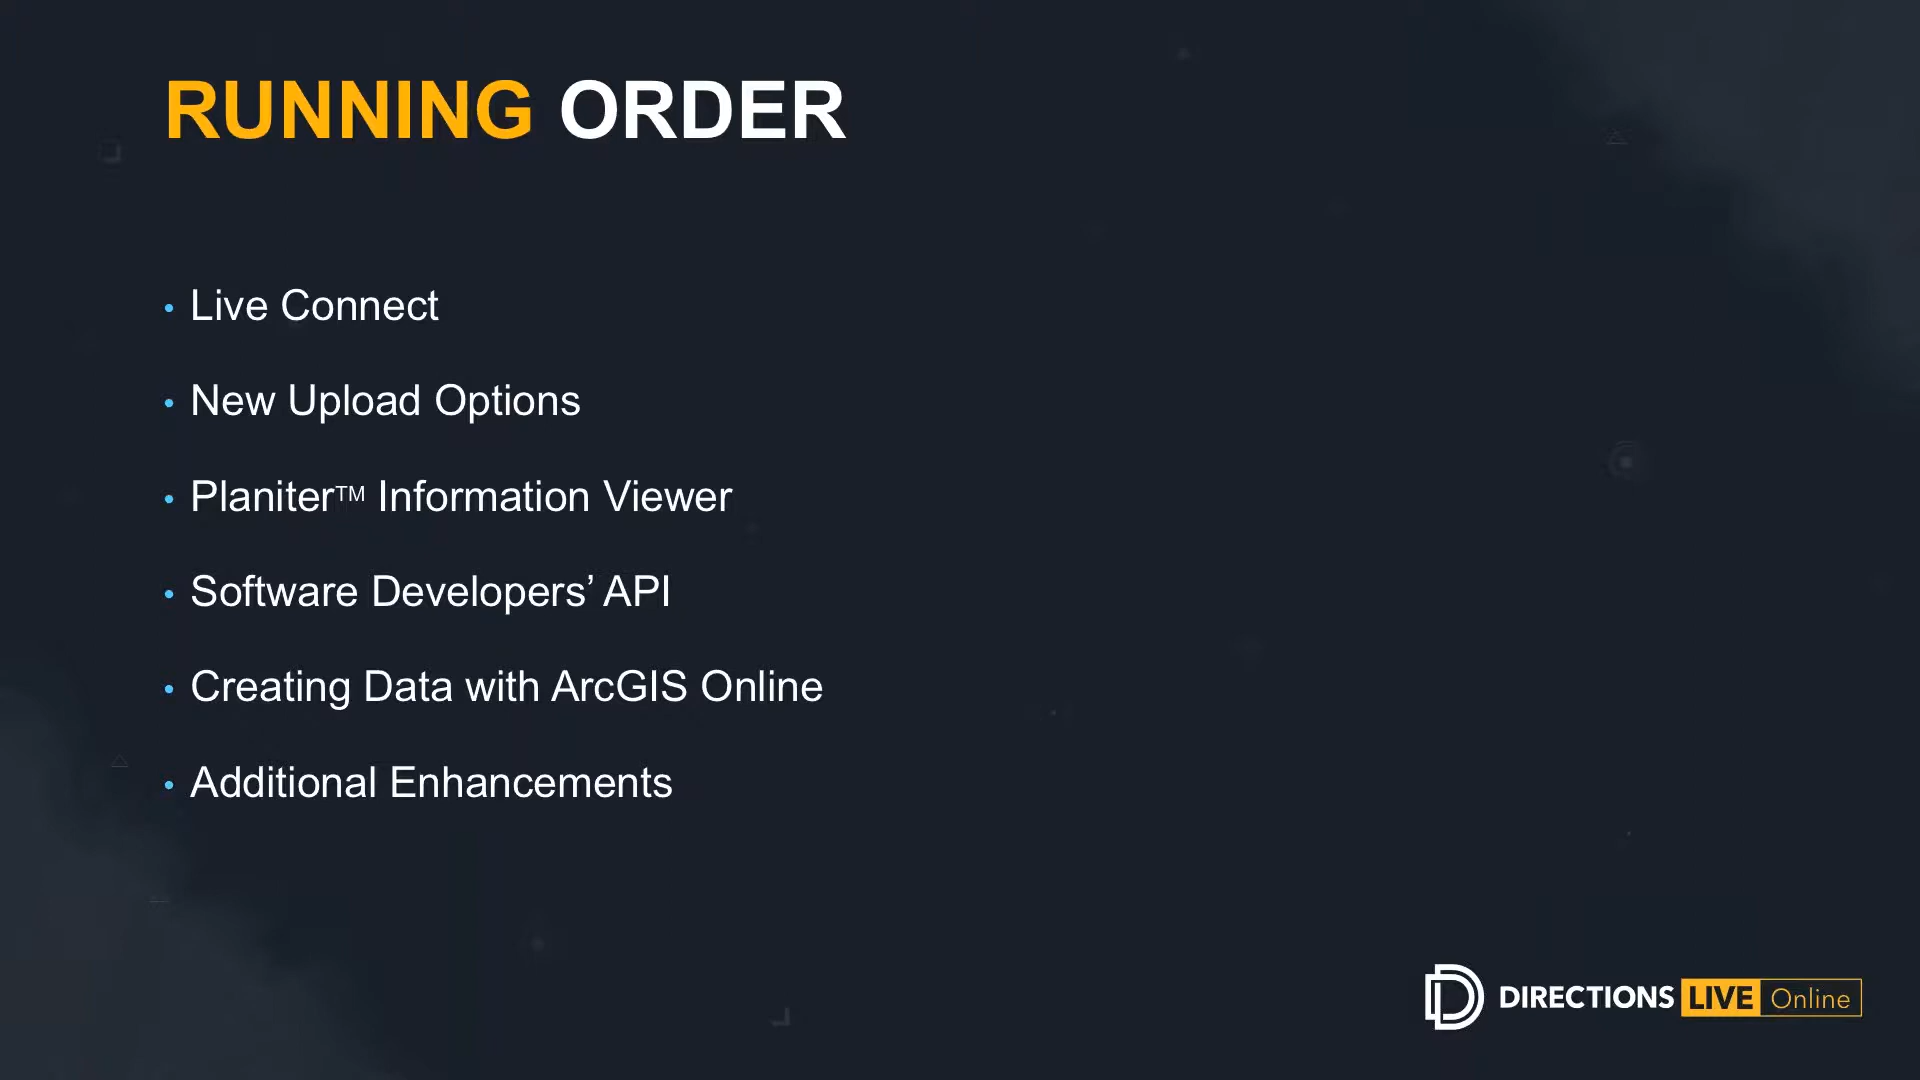 RUNNING ORDER
• Live Connect
• New Upload Options
• Planiter™ Information Viewer
• Software Developers’ API
• Creating Data with ArcGIS Online
• Additional Enhancements
DIRECTIONS LIVE Online